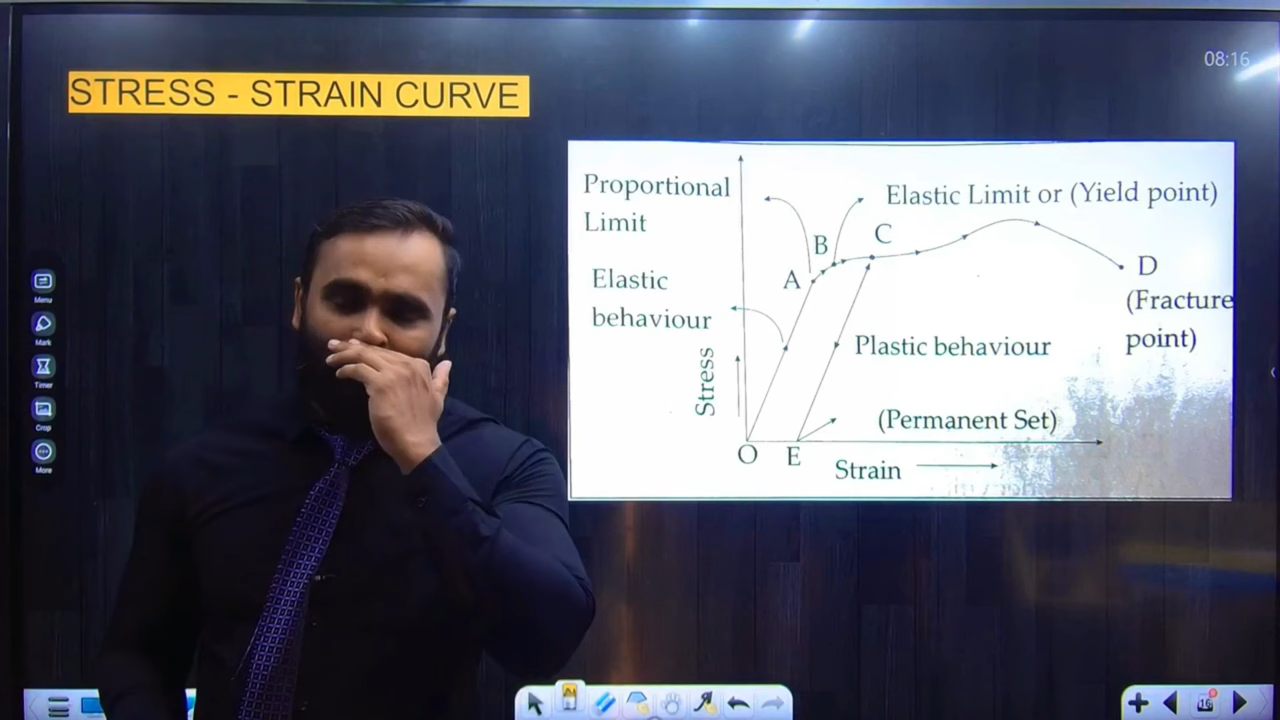 08:16
STRESS - STRAIN CURVE
Proportional
Limit
Elastic Limit or (Yield point)
B
C
A
D
Elastic
behaviour
(Fracture
point)
Plastic behaviour
Stress
(Permanent Set)
O
E
Strain
Menu
Mark
Timer
Crop
More
16